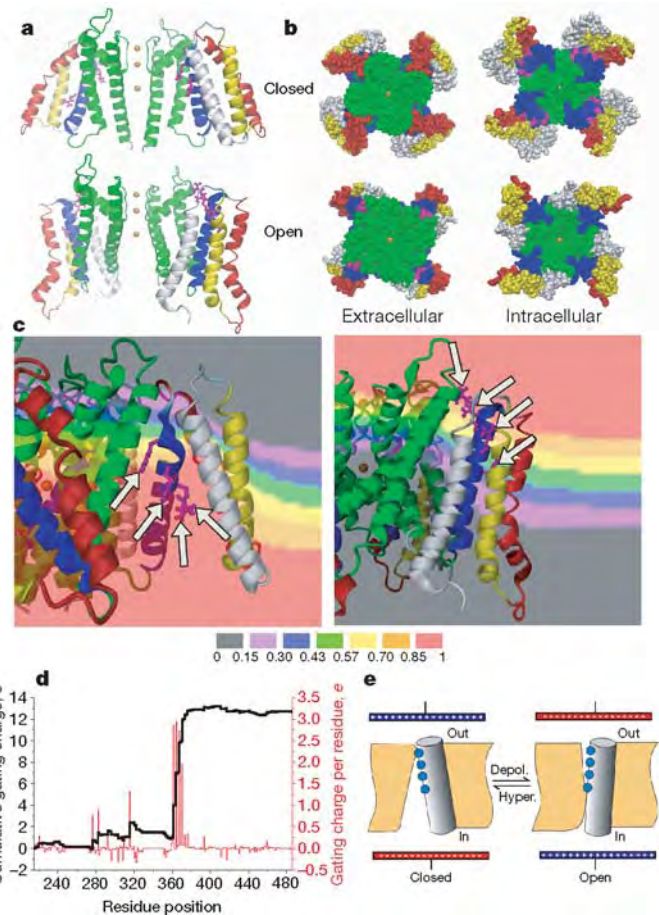 a
Closed
Open
b
Extracellular
Intracellular
c
0 0.15 0.30 0.43 0.57 0.70 0.85 1
d
gating charge,
14
12
10
8
6
4
2
0
−2
240 280 320 360 400 440 480
Residue position
3.5
3.0
2.5
2.0
1.5
1.0
0.5
0.0
−0.5
Gating charge per residue, e
e
Out
In
Closed
Depol.
Hyper.
Out
In
Open